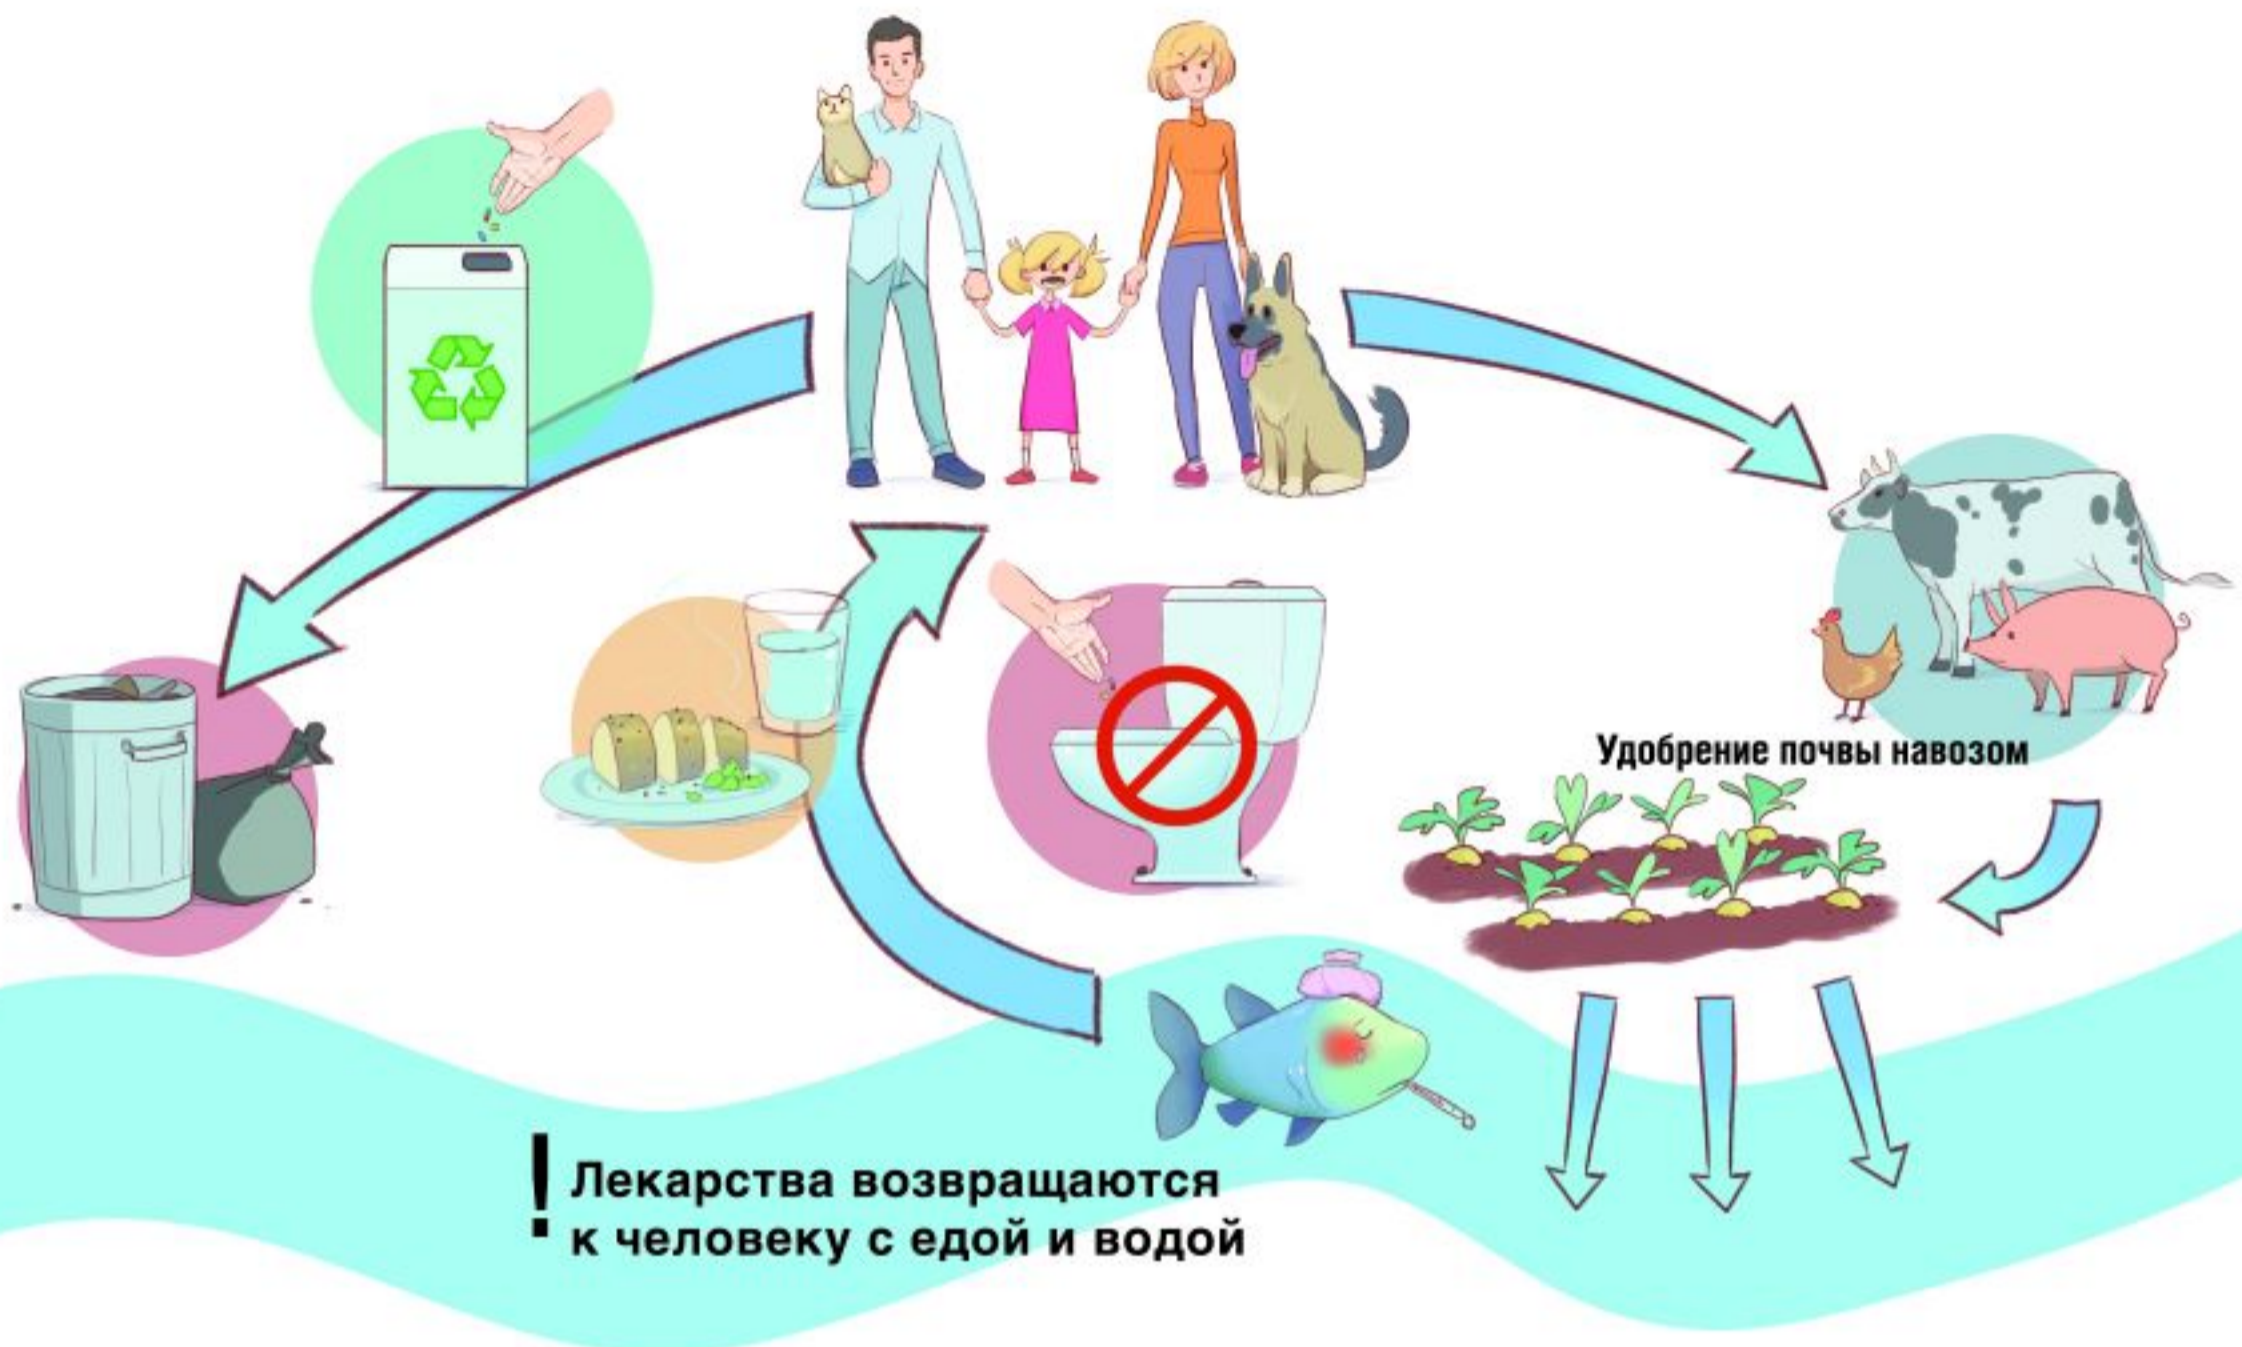 Удобрение почвы навозом
! Лекарства возвращаются
к человеку с едой и водой